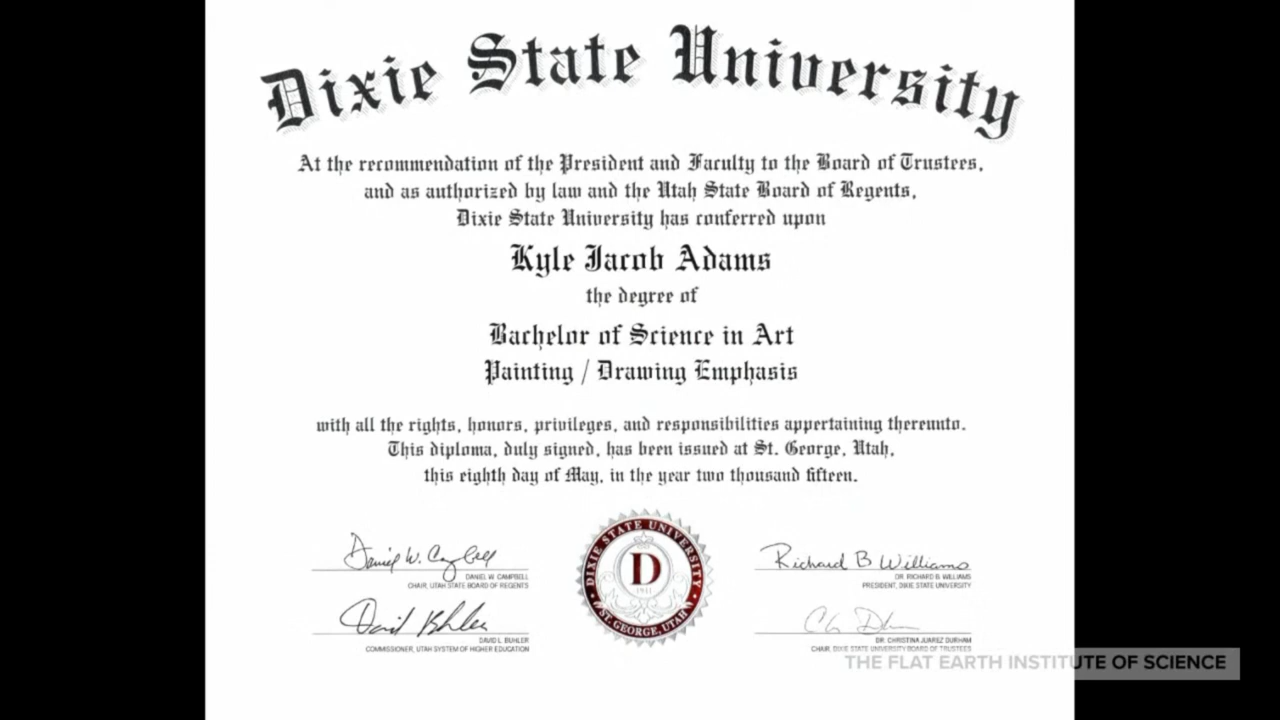 Dixie State University
At the recommendation of the President and Faculty to the Board of Trustees,
and as authorized by law and the Utah State Board of Regents,
Dixie State University has conferred upon
Kyle Jacob Adams
the degree of
Bachelor of Science in Art
Painting / Drawing Emphasis
with all the rights, honors, privileges, and responsibilities appertaining thereunto.
This diploma, duly signed, has been issued at St. George, Utah,
this eighth day of May, in the year two thousand fifteen.
Daniel W. Campbell
DANIEL W. CAMPBELL
CHAIR, UTAH STATE BOARD OF REGENTS
David Buhler
DAVID L. BUHLER
COMMISSIONER, UTAH SYSTEM OF HIGHER EDUCATION
DIXIE STATE UNIVERSITY
D
1911
ST. GEORGE, UTAH
Richard B Williams
DR. RICHARD B. WILLIAMS
PRESIDENT, DIXIE STATE UNIVERSITY
DR. CHRISTINA JUAREZ DURHAM
CHAIR, DIXIE STATE UNIVERSITY BOARD OF TRUSTEES
THE FLAT EARTH INSTITUTE OF SCIENCE